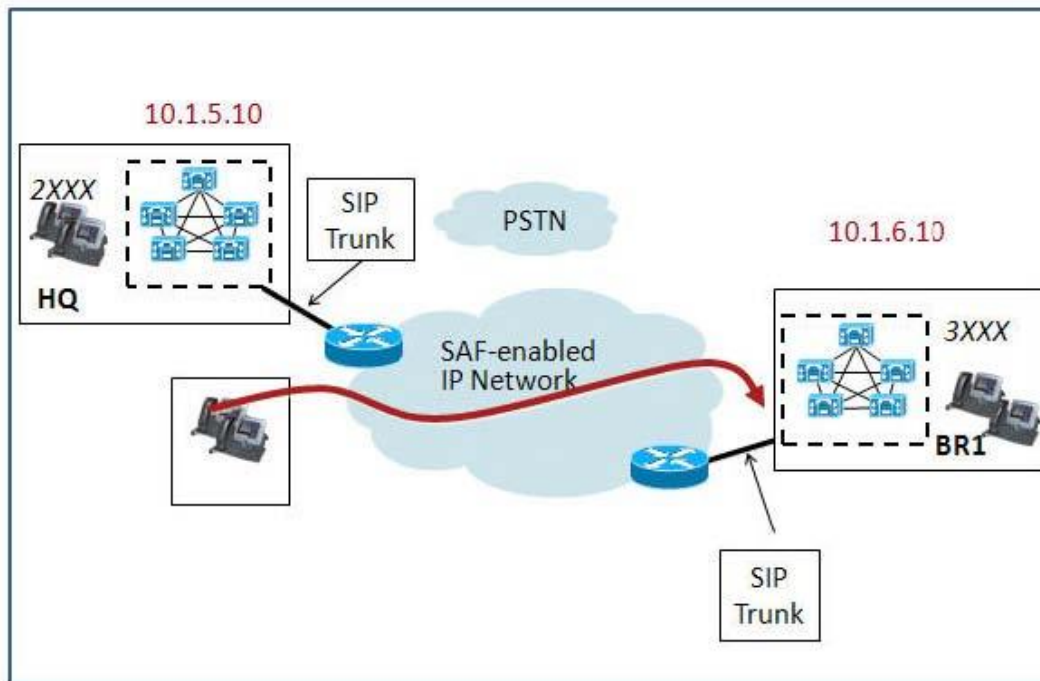 10.1.5.10
2XXX
HQ
SIP
Trunk
PSTN
10.1.6.10
SAF-enabled
IP Network
3XXX
BR1
SIP
Trunk